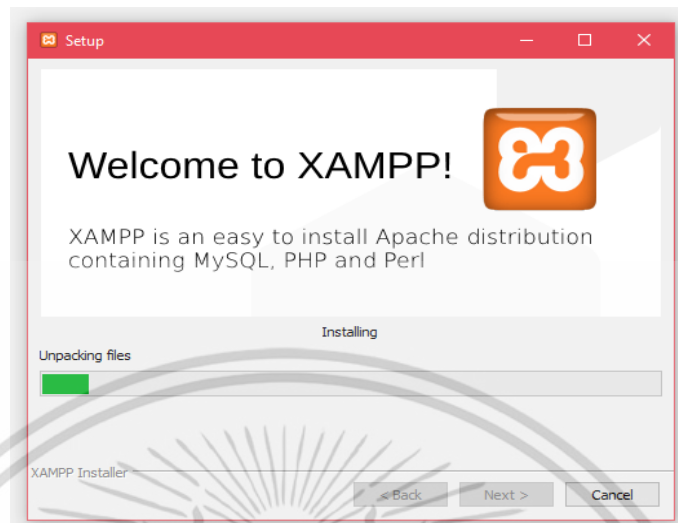 Setup
Welcome to XAMPP!
XAMPP is an easy to install Apache distribution
containing MySQL, PHP and Perl
Installing
Unpacking files
XAMPP Installer
< Back Next > Cancel